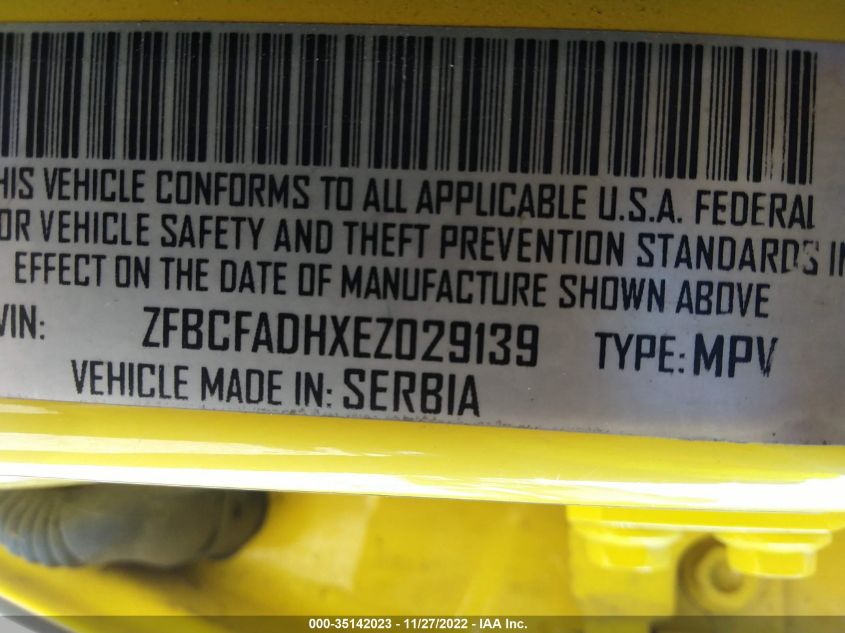 HIS VEHICLE CONFORMS TO ALL APPLICABLE U.S.A. FEDERAL
OR VEHICLE SAFETY AND THEFT PREVENTION STANDARDS IN
EFFECT ON THE DATE OF MANUFACTURE SHOWN ABOVE
VIN: ZFBCFADHXEZ029139 TYPE: MPV
VEHICLE MADE IN: SERBIA
000-35142023 - 11/27/2022 - IAA Inc.